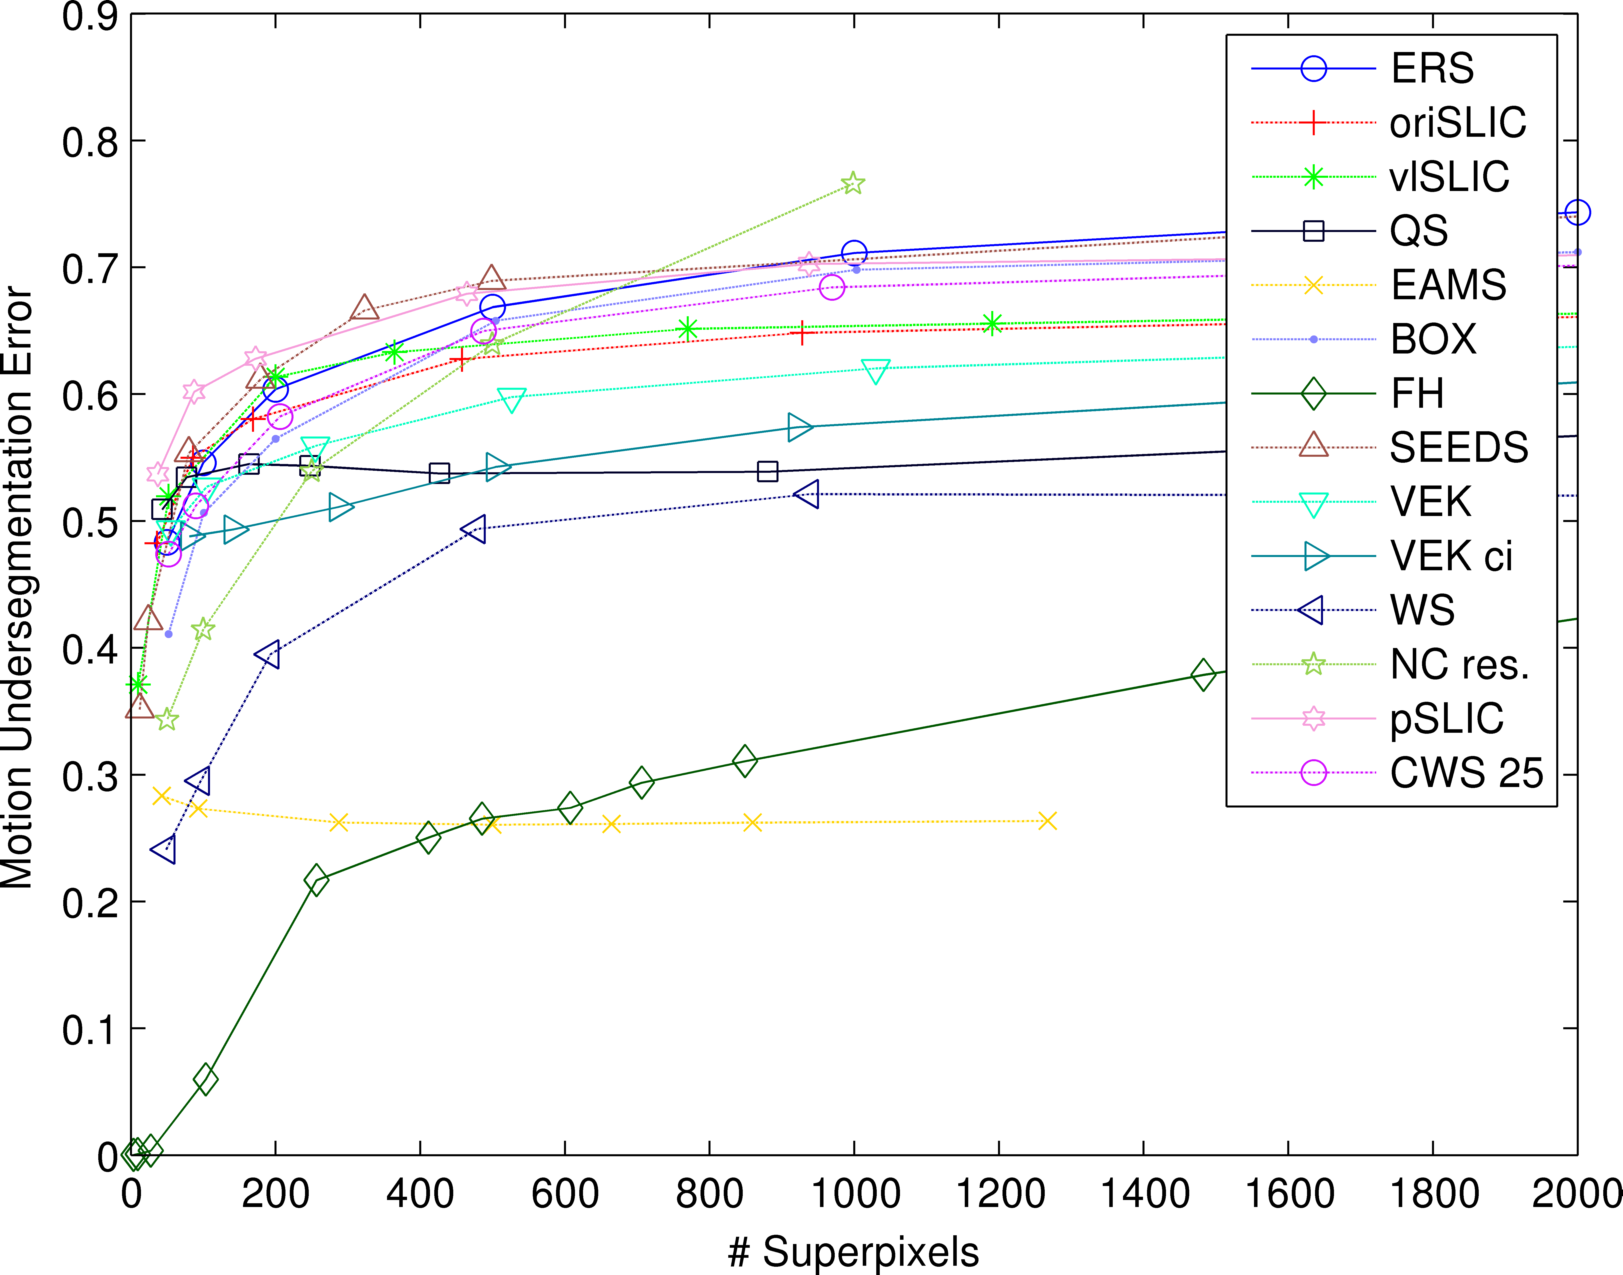 Motion Undersegmentation Error
0.9
0.8
0.7
0.6
0.5
0.4
0.3
0.2
0.1
0
0 200 400 600 800 1000 1200 1400 1600 1800 2000
# Superpixels
ERS
oriSLIC
vlSLIC
QS
EAMS
BOX
FH
SEEDS
VEK
VEK ci
WS
NC res.
pSLIC
CWS 25